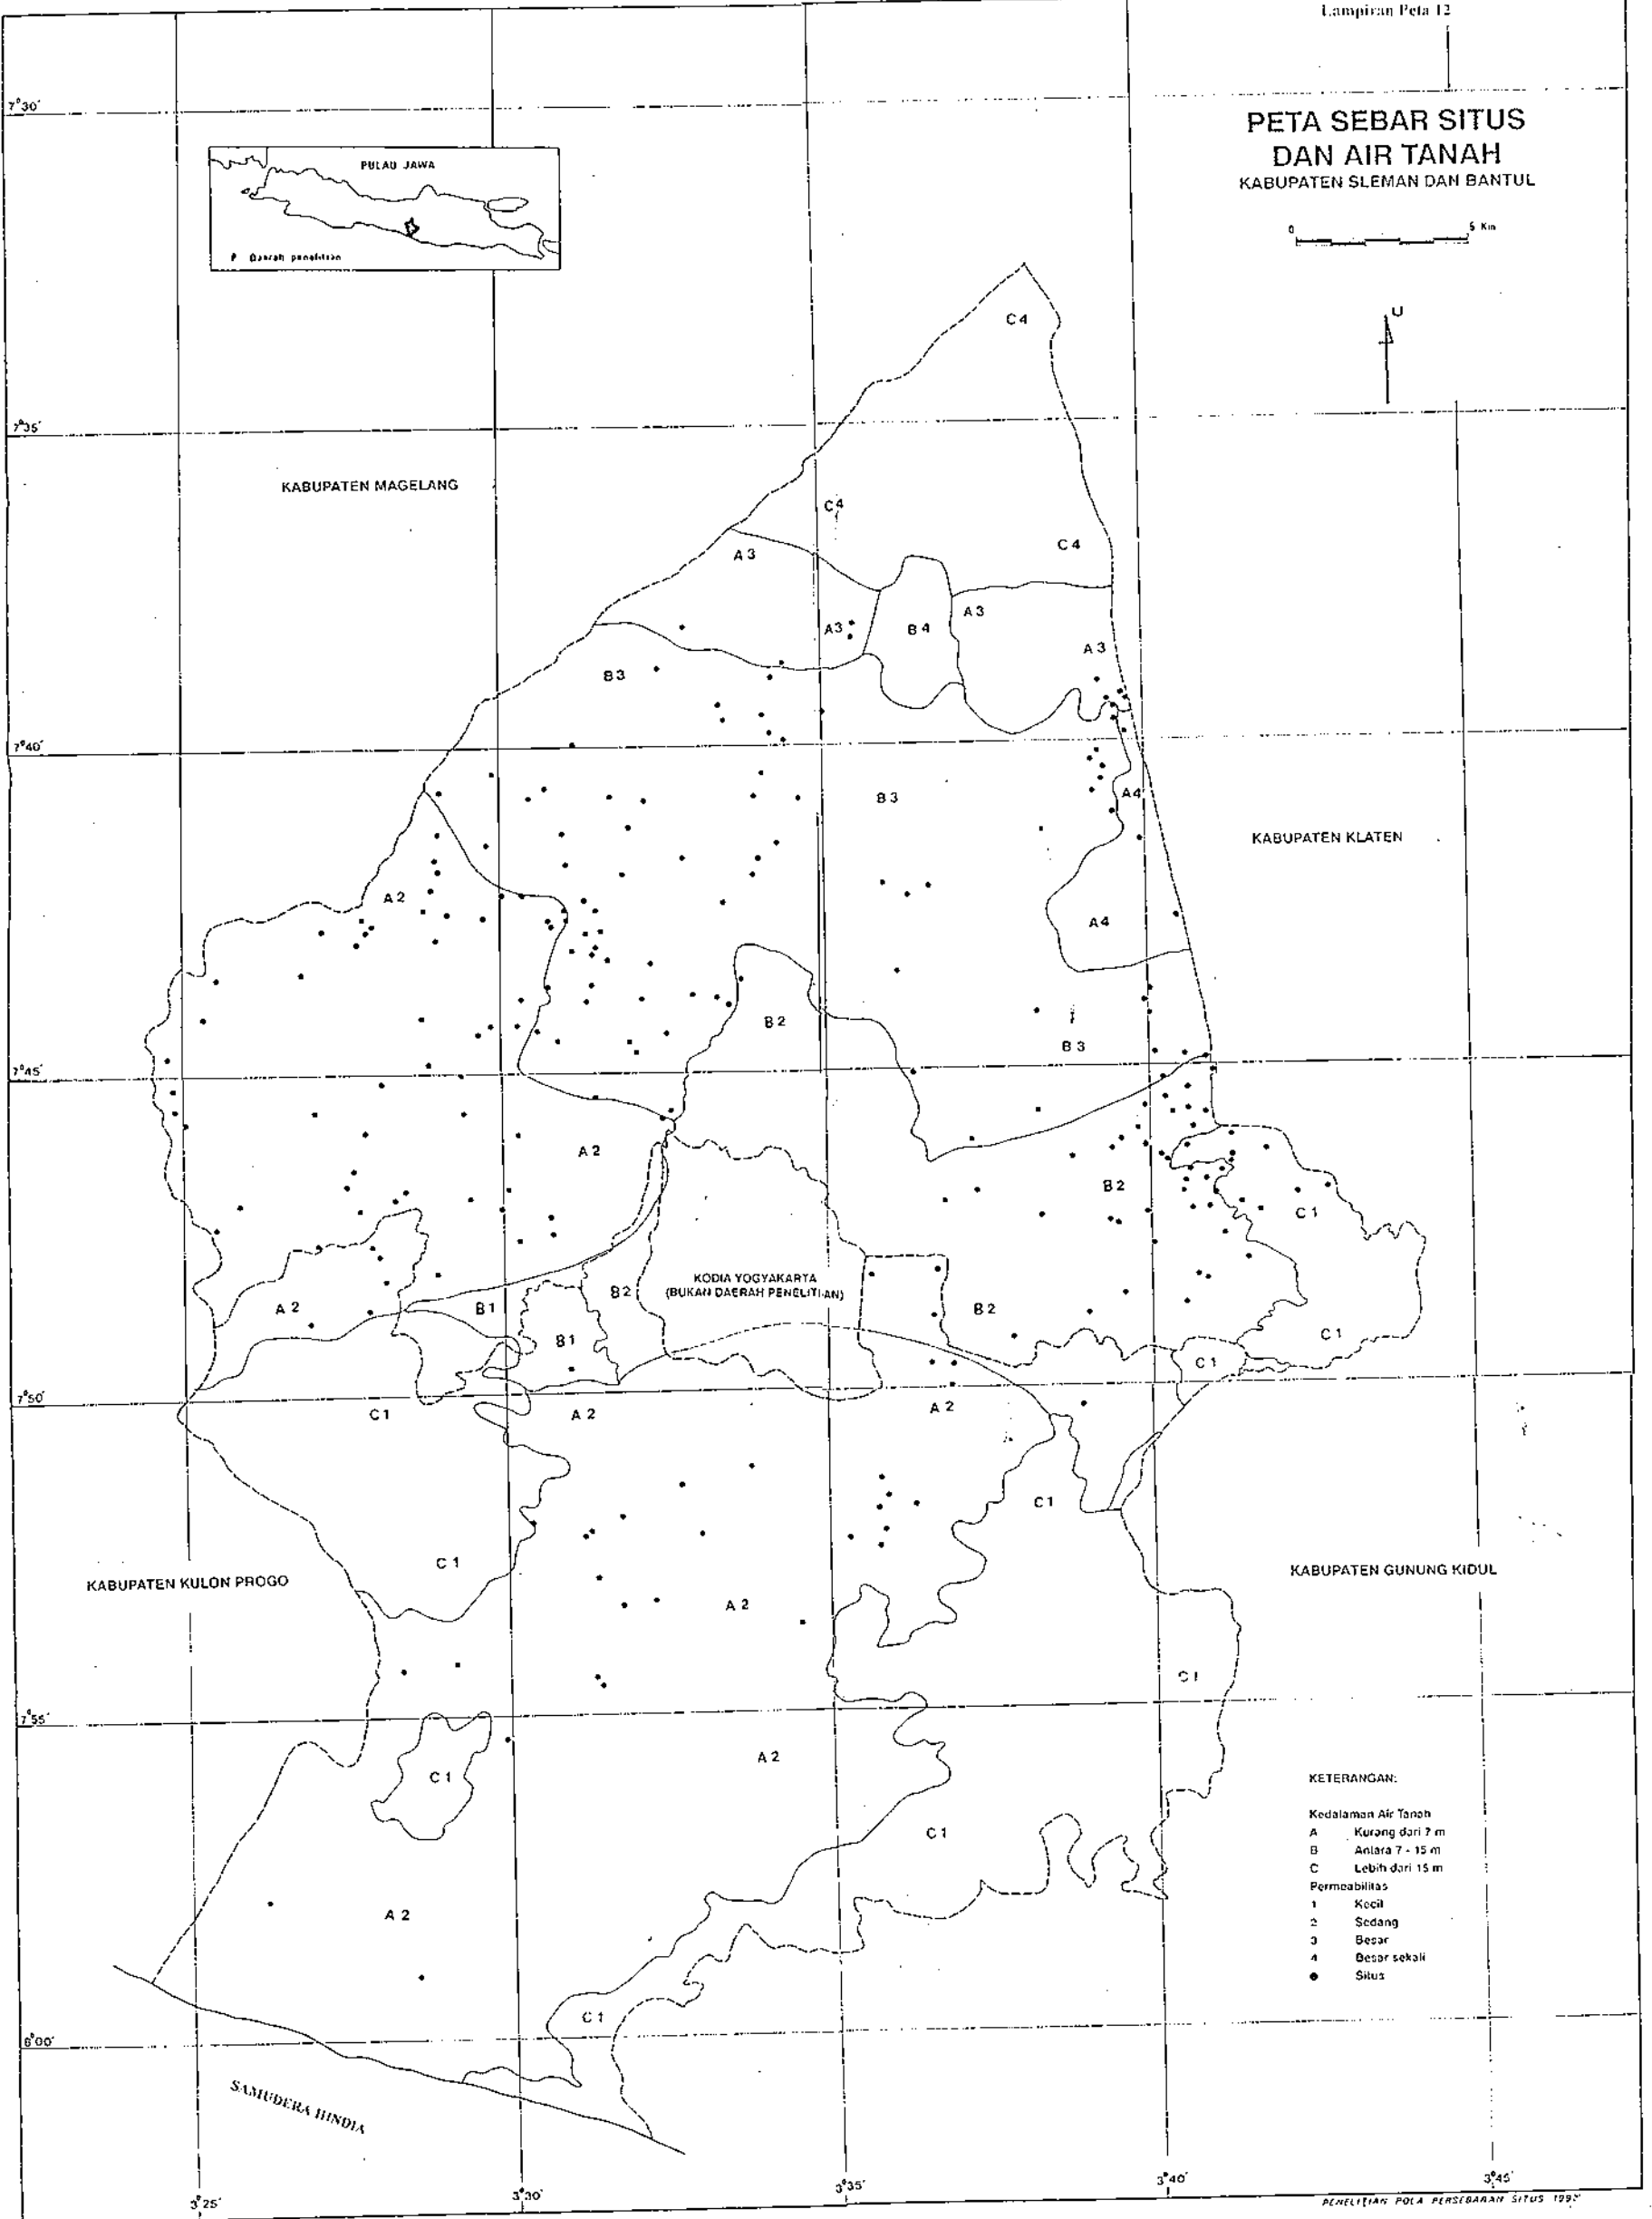 Lampiran Peta 12
PETA SEBAR SITUS
DAN AIR TANAH
KABUPATEN SLEMAN DAN BANTUL
0 5 Km
U
PULAU JAWA
Daerah penelitian
7°30'
7°35'
7°40'
7°45'
7°50'
7°55'
8°00'
C4
KABUPATEN MAGELANG
C4
C4
A3
A3
A3
B4
A3
B3
B3
A4
KABUPATEN KLATEN
A2
A4
B2
B3
A2
B2
C1
KODIA YOGYAKARTA
(BUKAN DAERAH PENELITIAN)
A2
B1
B2
B2
B1
C1
C1
C1
A2
A2
C1
C1
KABUPATEN KULON PROGO
KABUPATEN GUNUNG KIDUL
A2
C1
A2
C1
C1
A2
C1
SAMUDERA HINDIA
KETERANGAN:
Kedalaman Air Tanah
A Kurang dari 7 m
B Antara 7 - 15 m
C Lebih dari 15 m
Permeabilitas
1 Kecil
2 Sedang
3 Besar
4 Besar sekali
● Situs
3°25'
3°30'
3°35'
3°40'
3°45'
PENELITIAN POLA PERSEBARAN SITUS